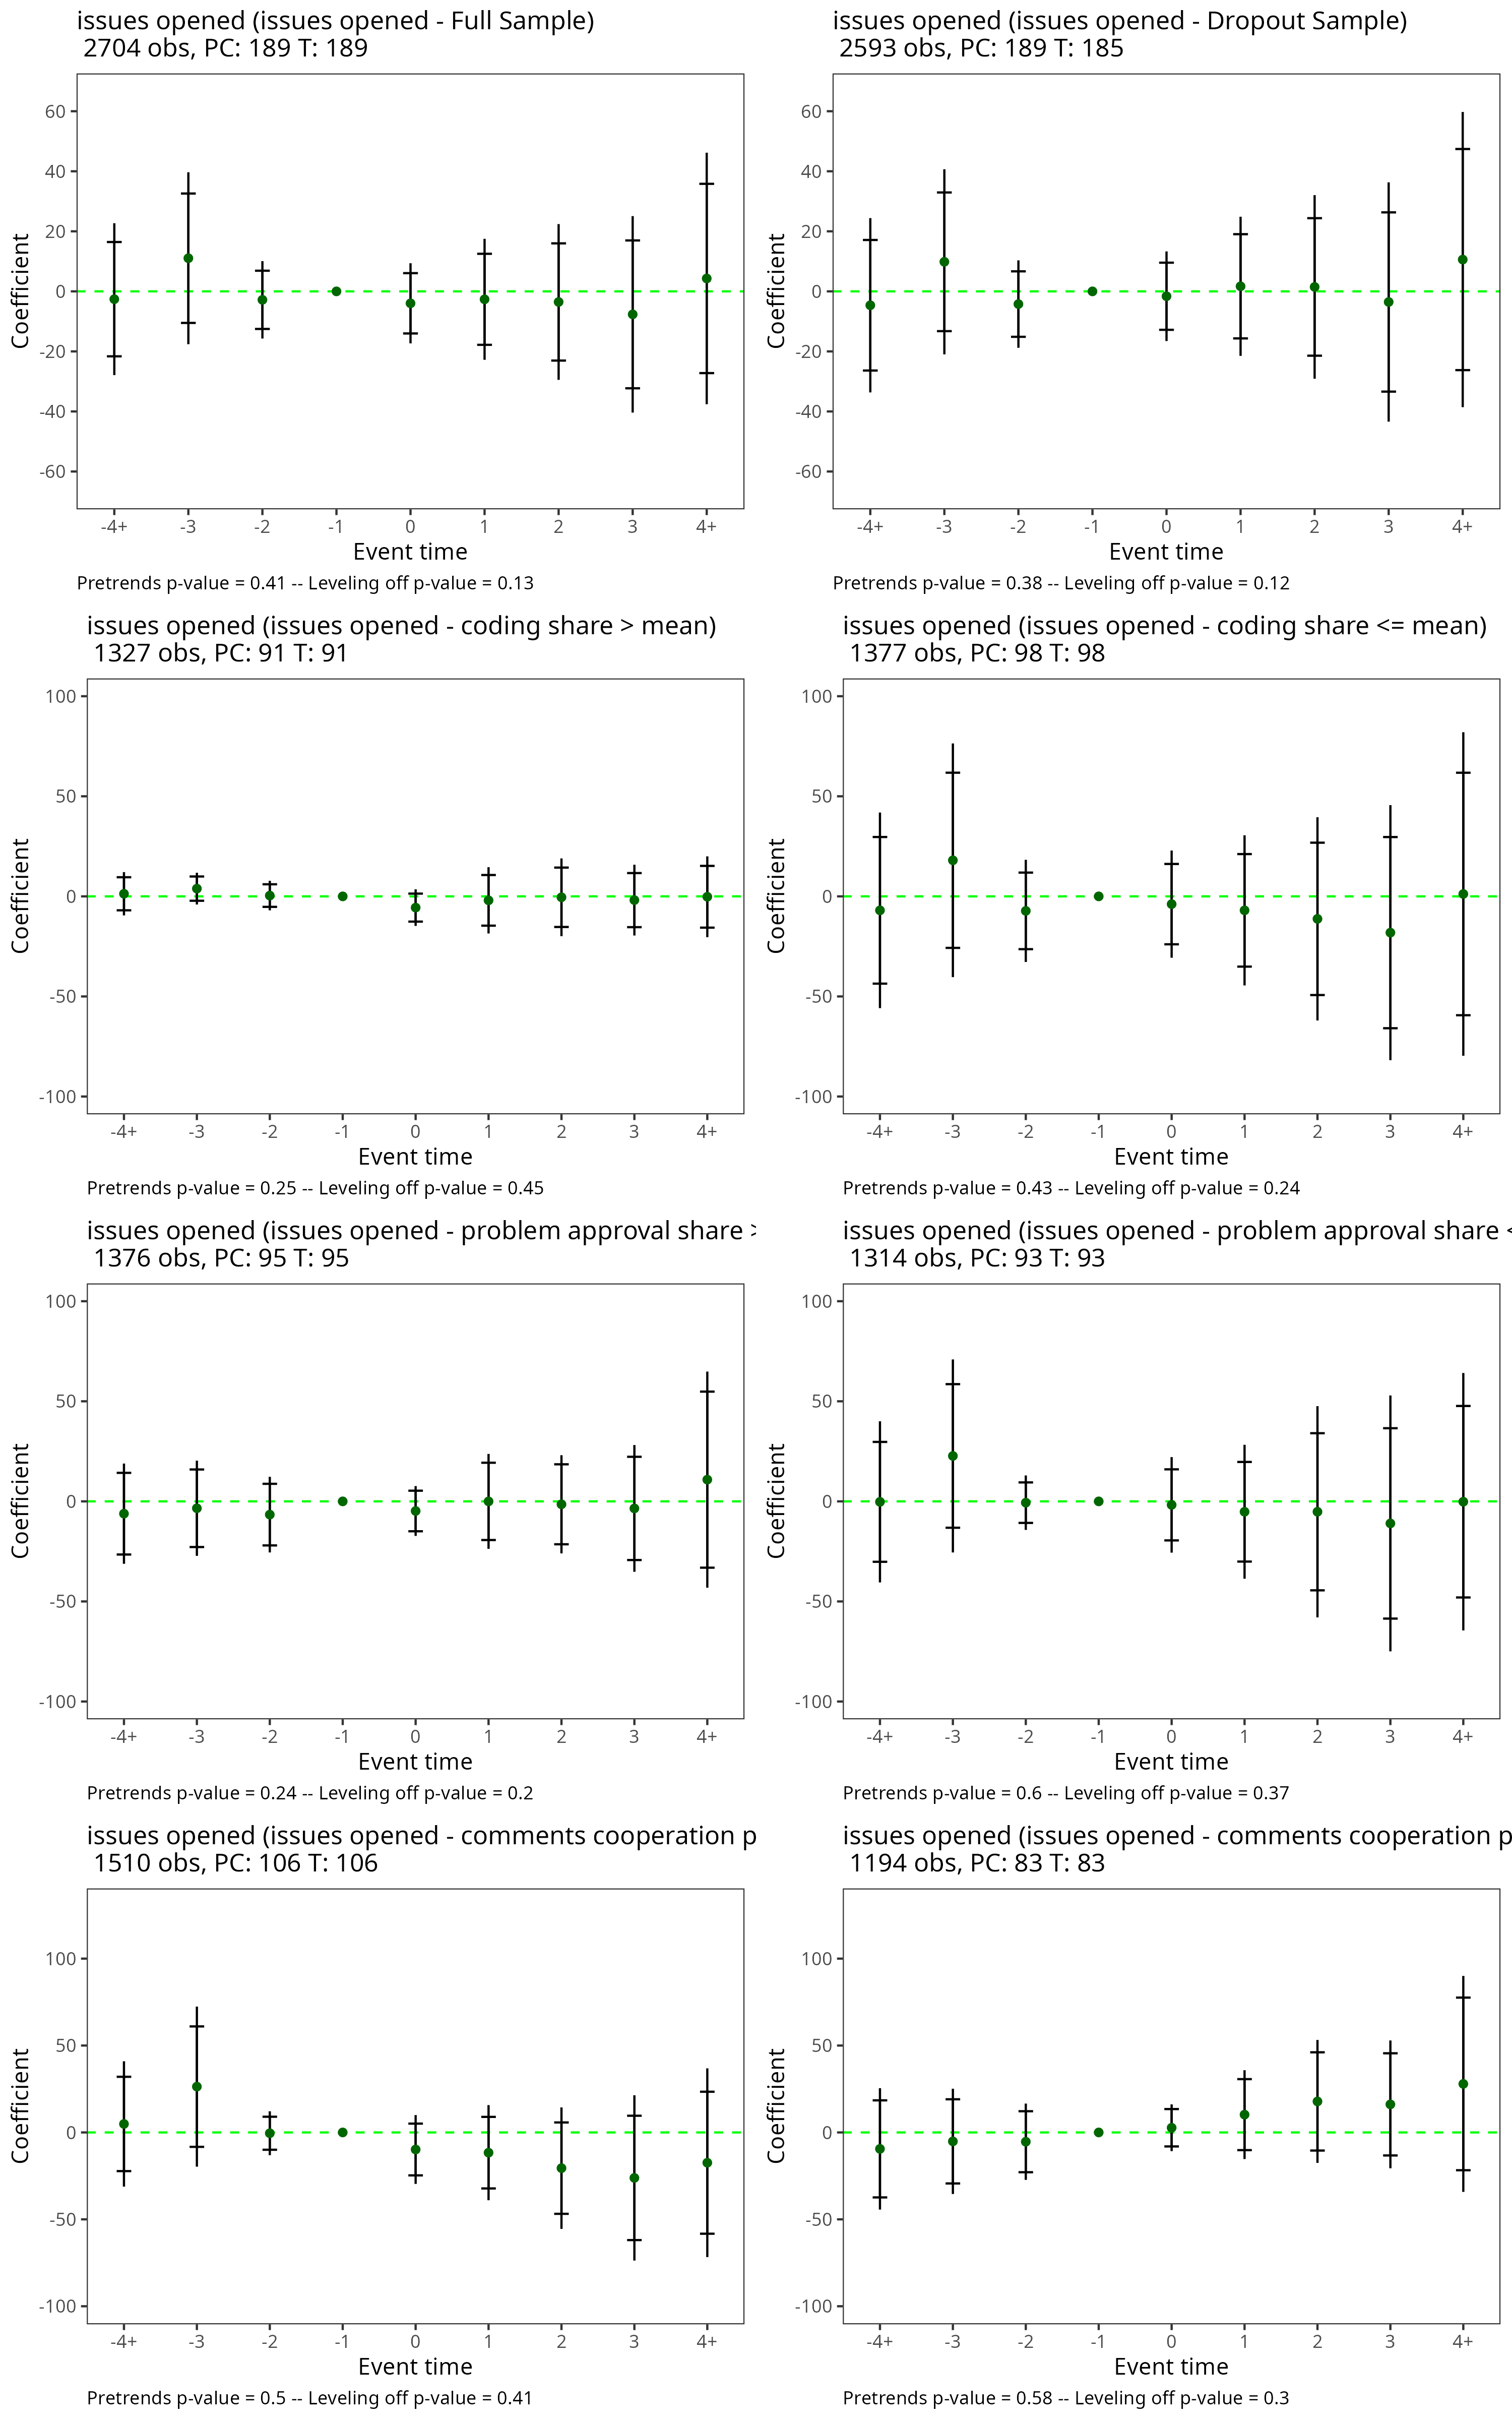 issues opened (issues opened - Full Sample)
2704 obs, PC: 189 T: 189
60
40
20
0
-20
-40
-60
Coefficient
-4+ -3 -2 -1 0 1 2 3 4+
Event time
Pretrends p-value = 0.41 -- Leveling off p-value = 0.13
issues opened (issues opened - Dropout Sample)
2593 obs, PC: 189 T: 185
60
40
20
0
-20
-40
-60
Coefficient
-4+ -3 -2 -1 0 1 2 3 4+
Event time
Pretrends p-value = 0.38 -- Leveling off p-value = 0.12
issues opened (issues opened - coding share > mean)
1327 obs, PC: 91 T: 91
100
50
0
-50
-100
Coefficient
-4+ -3 -2 -1 0 1 2 3 4+
Event time
Pretrends p-value = 0.25 -- Leveling off p-value = 0.45
issues opened (issues opened - coding share <= mean)
1377 obs, PC: 98 T: 98
100
50
0
-50
-100
Coefficient
-4+ -3 -2 -1 0 1 2 3 4+
Event time
Pretrends p-value = 0.43 -- Leveling off p-value = 0.24
issues opened (issues opened - problem approval share >
1376 obs, PC: 95 T: 95
100
50
0
-50
-100
Coefficient
-4+ -3 -2 -1 0 1 2 3 4+
Event time
Pretrends p-value = 0.24 -- Leveling off p-value = 0.2
issues opened (issues opened - problem approval share <
1314 obs, PC: 93 T: 93
100
50
0
-50
-100
Coefficient
-4+ -3 -2 -1 0 1 2 3 4+
Event time
Pretrends p-value = 0.6 -- Leveling off p-value = 0.37
issues opened (issues opened - comments cooperation p
1510 obs, PC: 106 T: 106
100
50
0
-50
-100
Coefficient
-4+ -3 -2 -1 0 1 2 3 4+
Event time
Pretrends p-value = 0.5 -- Leveling off p-value = 0.41
issues opened (issues opened - comments cooperation p
1194 obs, PC: 83 T: 83
100
50
0
-50
-100
Coefficient
-4+ -3 -2 -1 0 1 2 3 4+
Event time
Pretrends p-value = 0.58 -- Leveling off p-value = 0.3